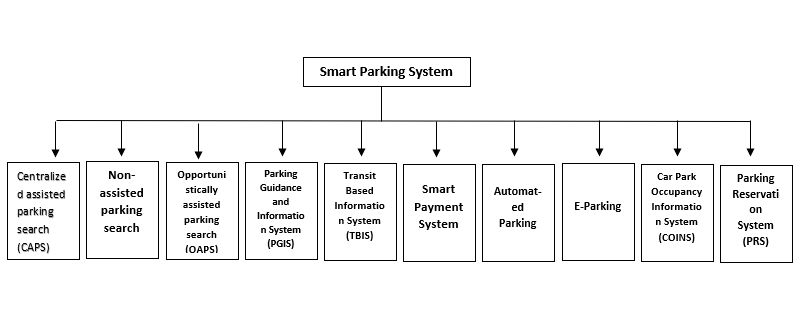 Smart Parking System
Centralize
d assisted
parking
search
(CAPS)
Non-
assisted
parking
search
Opportuni
stically
assisted
parking
search
(OAPS)
Parking
Guidance
and
Informatio
n System
(PGIS)
Transit
Based
Informatio
n System
(TBIS)
Smart
Payment
System
Automat-
ed
Parking
E-Parking
Car Park
Occupancy
Informatio
n System
(COINS)
Parking
Reservati
on
System
(PRS)